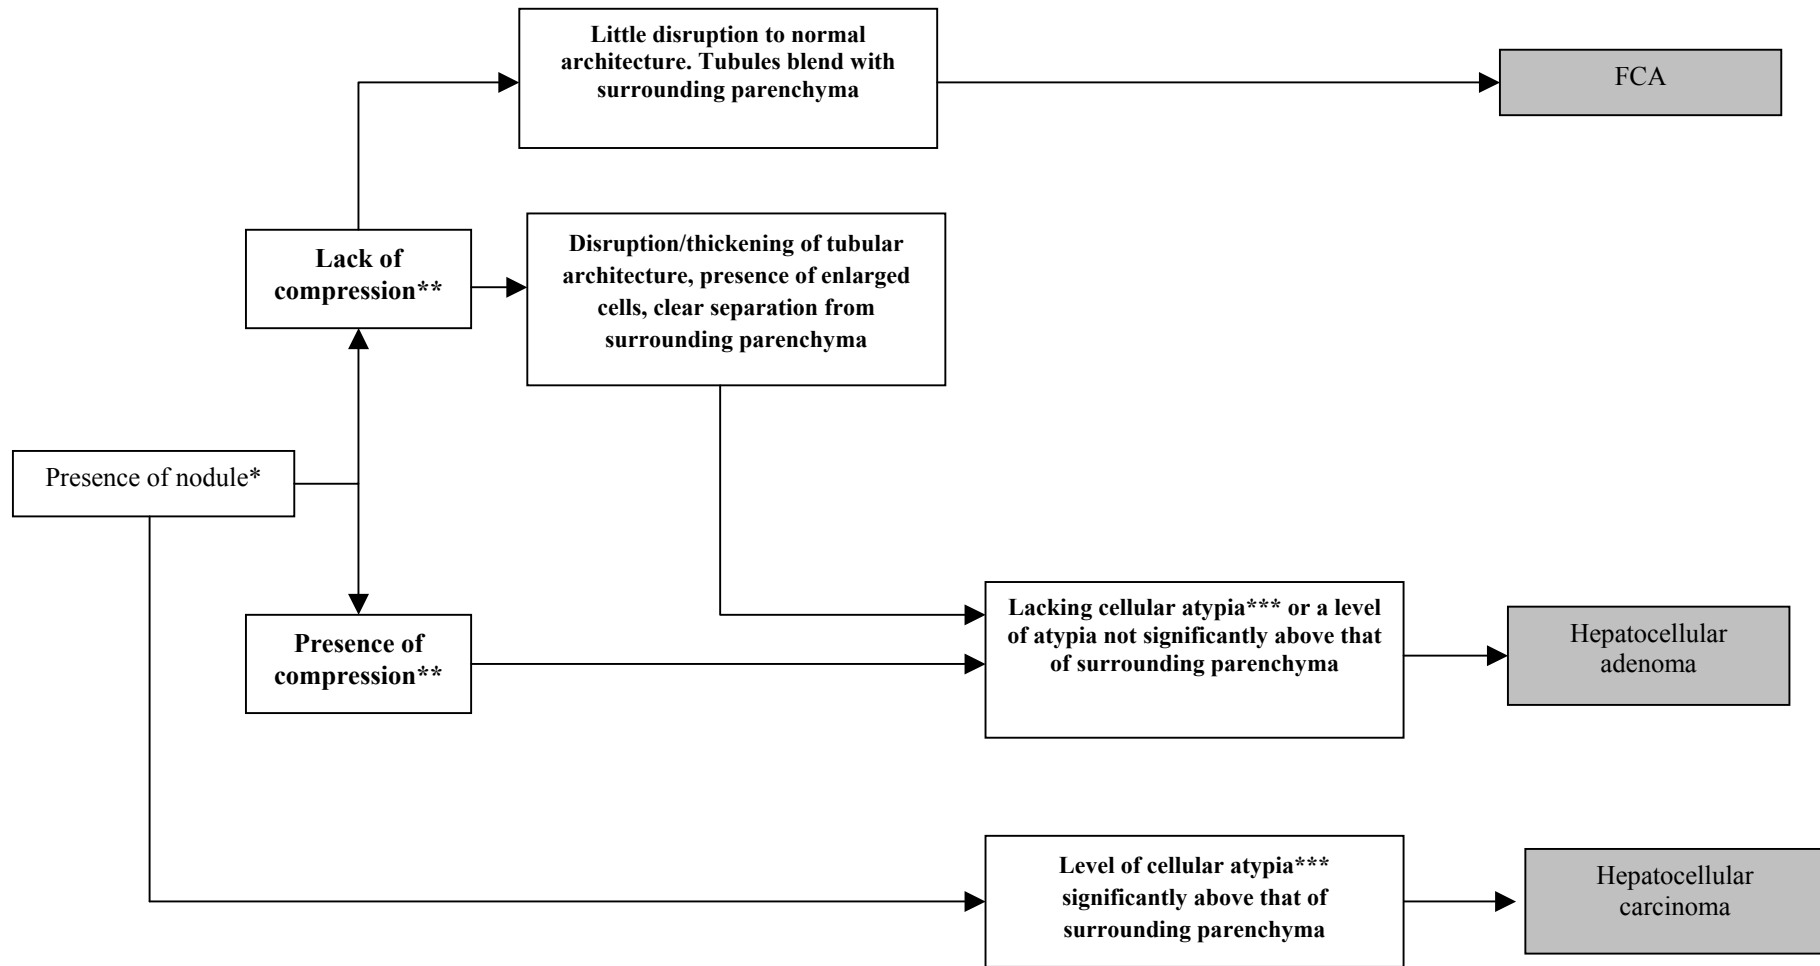 Little disruption to normal
architecture. Tubules blend with
surrounding parenchyma
FCA
Lack of
compression**
Disruption/thickening of tubular
architecture, presence of enlarged
cells, clear separation from
surrounding parenchyma
Presence of nodule*
Presence of
compression**
Lacking cellular atypia*** or a level
of atypia not significantly above that
of surrounding parenchyma
Hepatocellular
adenoma
Level of cellular atypia***
significantly above that of
surrounding parenchyma
Hepatocellular
carcinoma